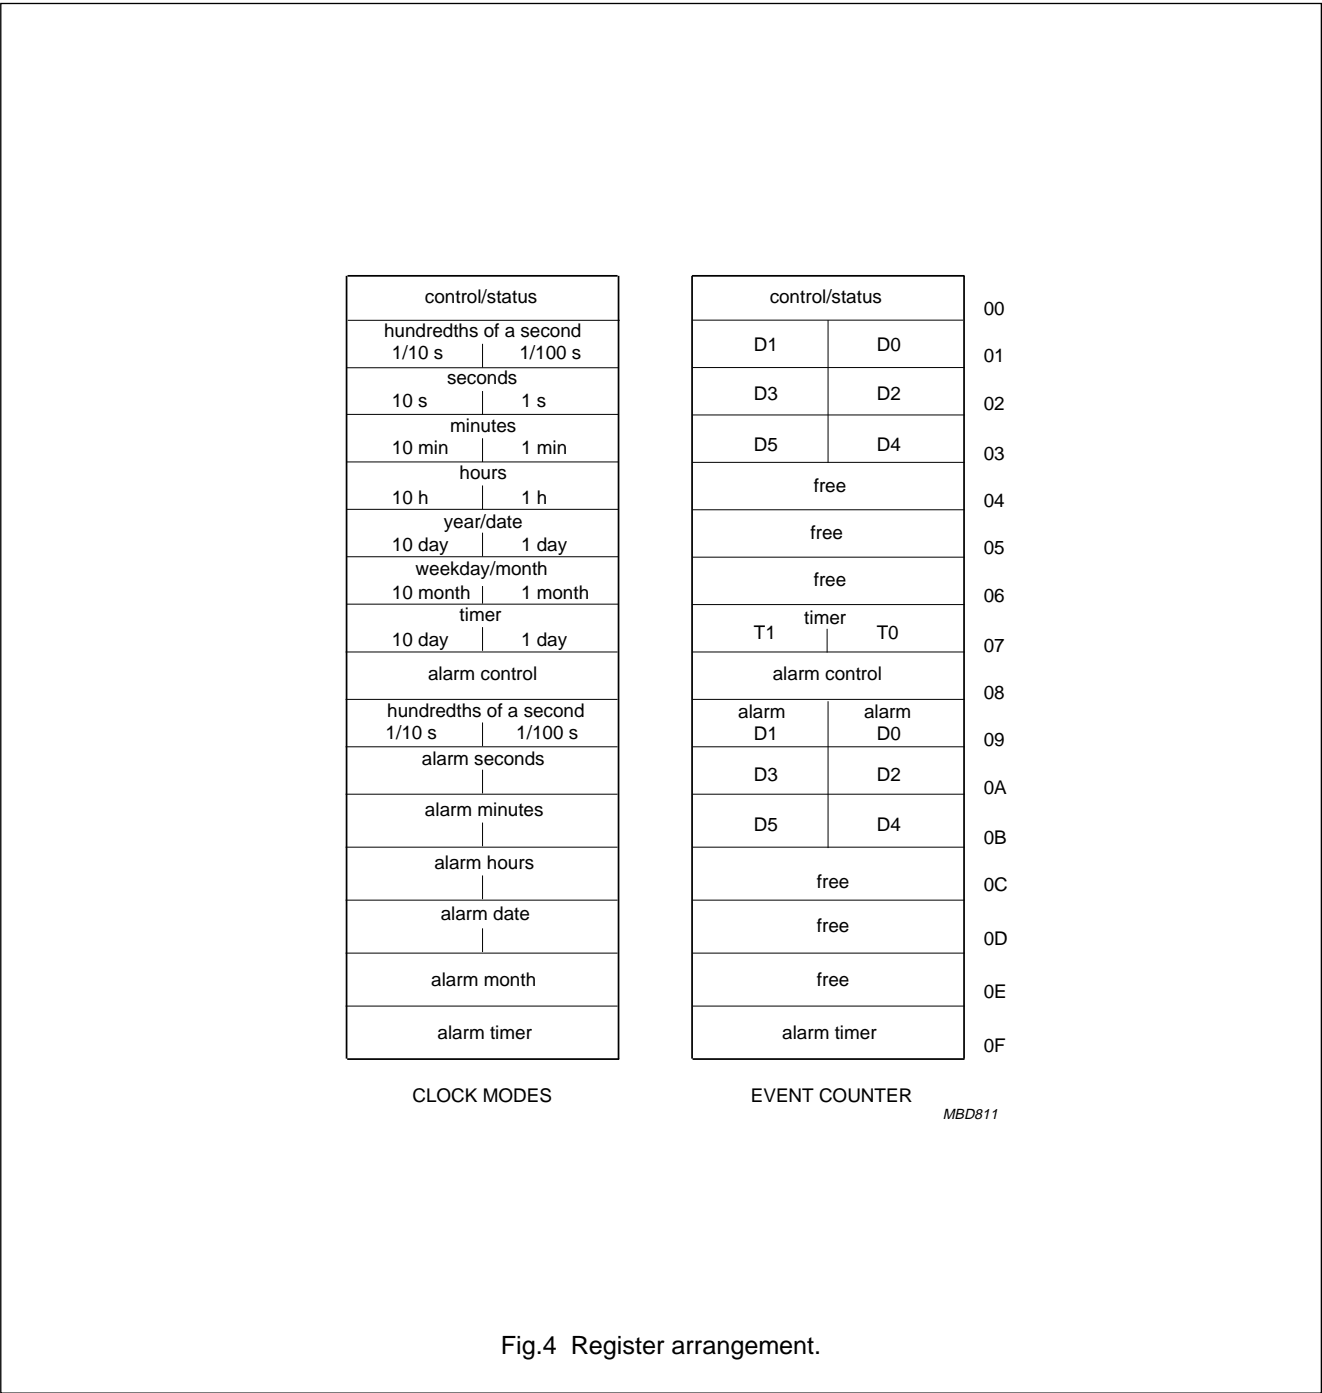 control/status control/status 00
hundredths of a second
1/10 s 1/100 s D1 D0 01
seconds
10 s 1 s D3 D2 02
minutes
10 min 1 min D5 D4 03
hours
10 h 1 h free 04
year/date
10 day 1 day free 05
weekday/month
10 month 1 month free 06
timer timer
10 day 1 day T1 T0 07
alarm control alarm control 08
hundredths of a second alarm alarm
1/10 s 1/100 s D1 D0 09
alarm seconds D3 D2 0A
alarm minutes D5 D4 0B
alarm hours free 0C
alarm date free 0D
alarm month free 0E
alarm timer alarm timer 0F
CLOCK MODES EVENT COUNTER
MBD811
Fig.4 Register arrangement.